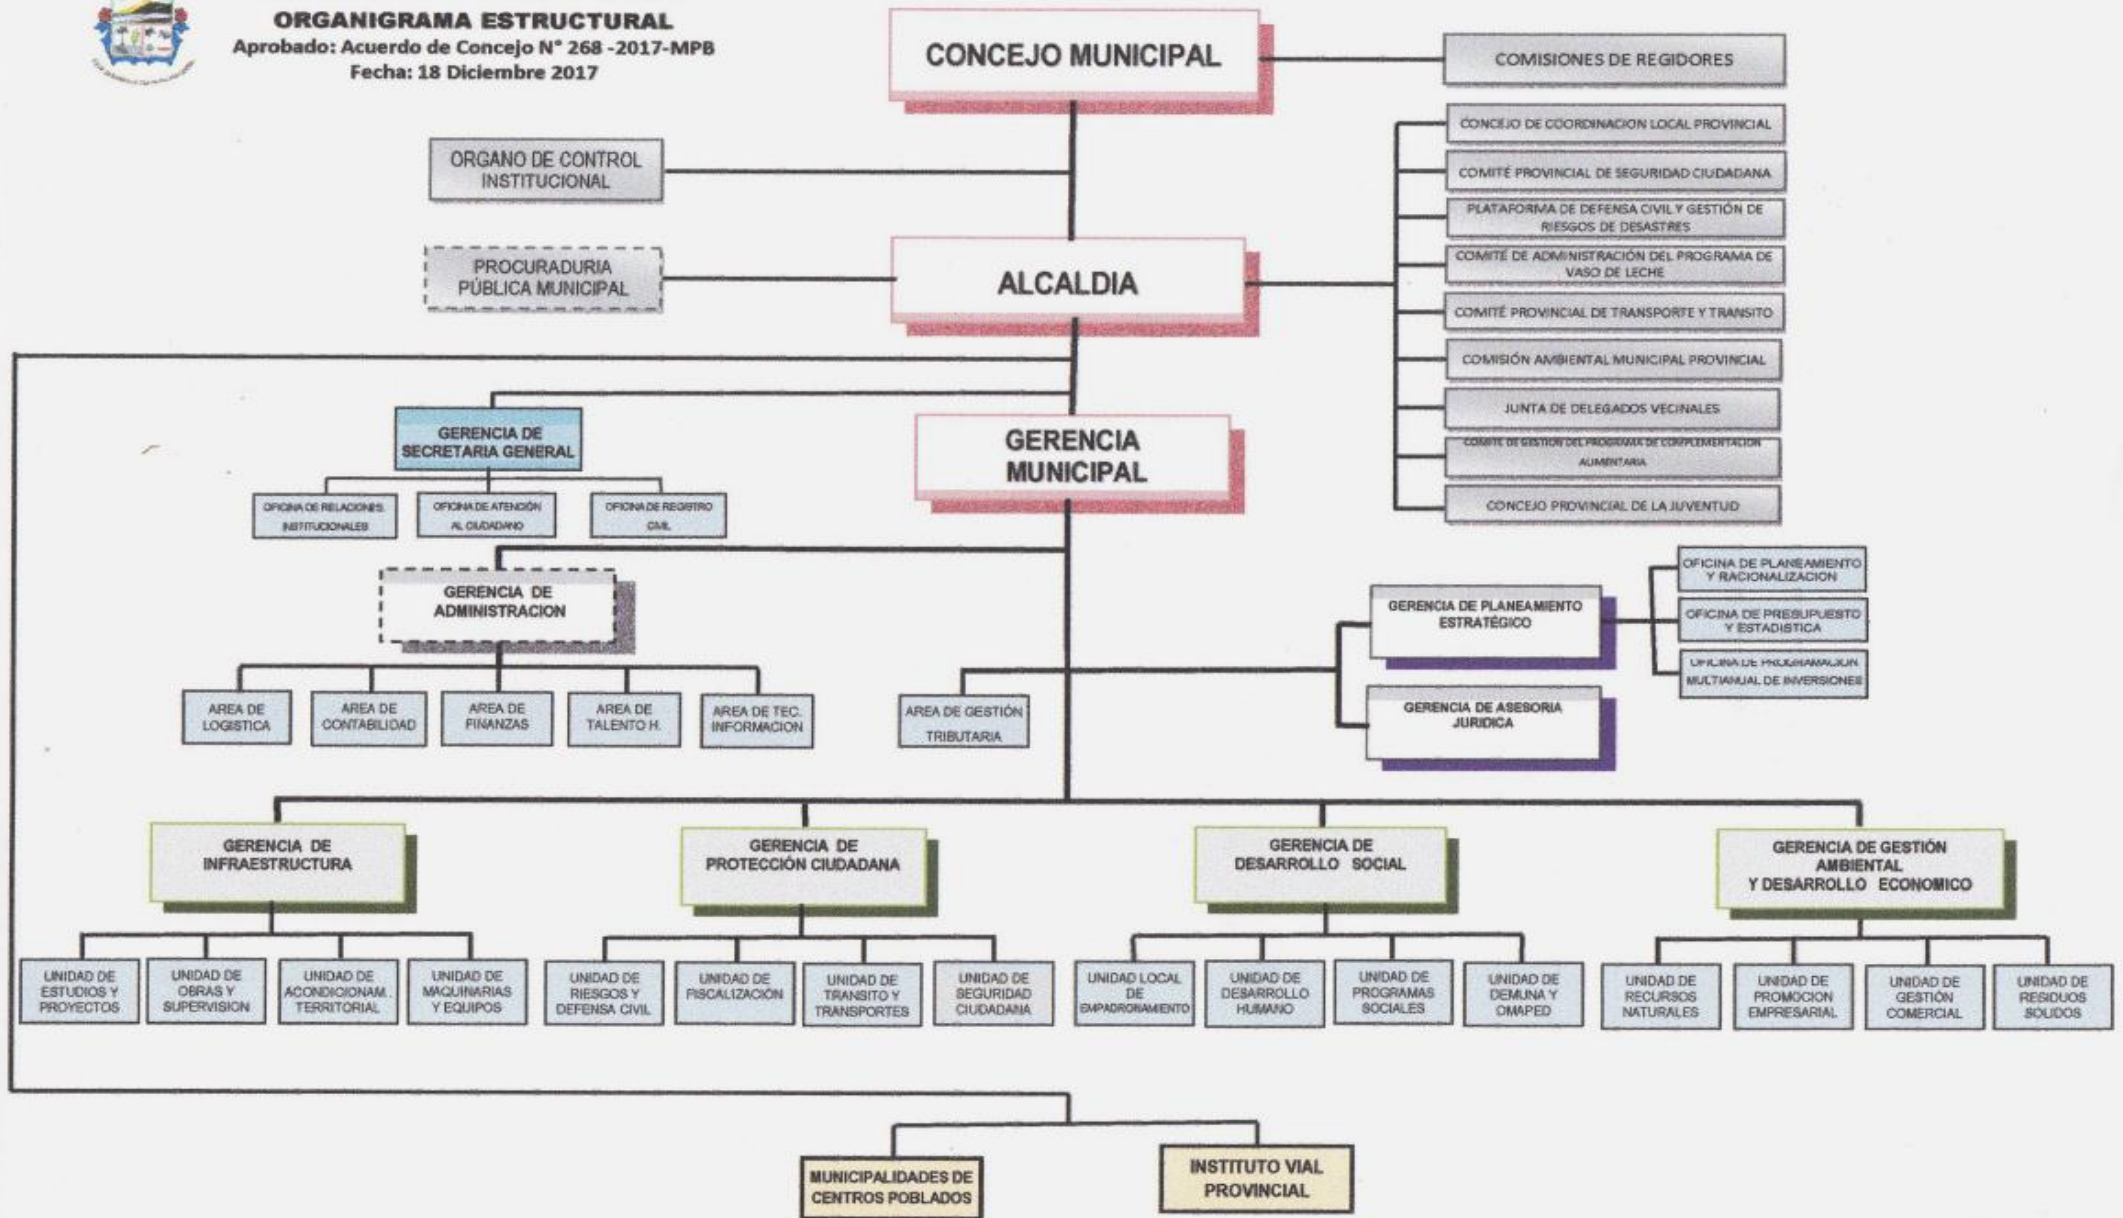 ORGANIGRAMA ESTRUCTURAL
Aprobado: Acuerdo de Concejo N° 268 -2017-MPB
Fecha: 18 Diciembre 2017
CONCEJO MUNICIPAL
COMISIONES DE REGIDORES
ORGANO DE CONTROL
INSTITUCIONAL
PROCURADURIA
PÚBLICA MUNICIPAL
ALCALDIA
CONCEJO DE COORDINACION LOCAL PROVINCIAL
COMITÉ PROVINCIAL DE SEGURIDAD CIUDADANA
PLATAFORMA DE DEFENSA CIVIL Y GESTIÓN DE
RIESGOS DE DESASTRES
COMITÉ DE ADMINISTRACIÓN DEL PROGRAMA DE
VASO DE LECHE
COMITÉ PROVINCIAL DE TRANSPORTE Y TRANSITO
COMISIÓN AMBIENTAL MUNICIPAL PROVINCIAL
JUNTA DE DELEGADOS VECINALES
COMITE DE GESTION DEL PROGRAMA DE COMPLEMENTACION
ALIMENTARIA
CONCEJO PROVINCIAL DE LA JUVENTUD
GERENCIA DE
SECRETARIA GENERAL
OFICINA DE RELACIONES
INSTITUCIONALES
OFICINA DE ATENCIÓN
AL CIUDADANO
OFICINA DE REGISTRO
CIVIL
GERENCIA
MUNICIPAL
GERENCIA DE
ADMINISTRACION
AREA DE
LOGISTICA
AREA DE
CONTABILIDAD
AREA DE
FINANZAS
AREA DE
TALENTO H.
AREA DE TEC.
INFORMACION
AREA DE GESTIÓN
TRIBUTARIA
GERENCIA DE PLANEAMIENTO
ESTRATÉGICO
OFICINA DE PLANEAMIENTO
Y RACIONALIZACION
OFICINA DE PRESUPUESTO
Y ESTADISTICA
OFICINA DE PROGRAMACION
MULTIANUAL DE INVERSIONES
GERENCIA DE ASESORIA
JURIDICA
GERENCIA DE
INFRAESTRUCTURA
GERENCIA DE
PROTECCIÓN CIUDADANA
GERENCIA DE
DESARROLLO SOCIAL
GERENCIA DE GESTIÓN
AMBIENTAL
Y DESARROLLO ECONOMICO
UNIDAD DE
ESTUDIOS Y
PROYECTOS
UNIDAD DE
OBRAS Y
SUPERVISION
UNIDAD DE
ACONDICIONAM.
TERRITORIAL
UNIDAD DE
MAQUINARIAS
Y EQUIPOS
UNIDAD DE
RIESGOS Y
DEFENSA CIVIL
UNIDAD DE
FISCALIZACIÓN
UNIDAD DE
TRANSITO Y
TRANSPORTES
UNIDAD DE
SEGURIDAD
CIUDADANA
UNIDAD LOCAL
DE
EMPADRONAMIENTO
UNIDAD DE
DESARROLLO
HUMANO
UNIDAD DE
PROGRAMAS
SOCIALES
UNIDAD DE
DEMUNA Y
OMAPED
UNIDAD DE
RECURSOS
NATURALES
UNIDAD DE
PROMOCION
EMPRESARIAL
UNIDAD DE
GESTIÓN
COMERCIAL
UNIDAD DE
RESIDUOS
SOLIDOS
MUNICIPALIDADES DE
CENTROS POBLADOS
INSTITUTO VIAL
PROVINCIAL